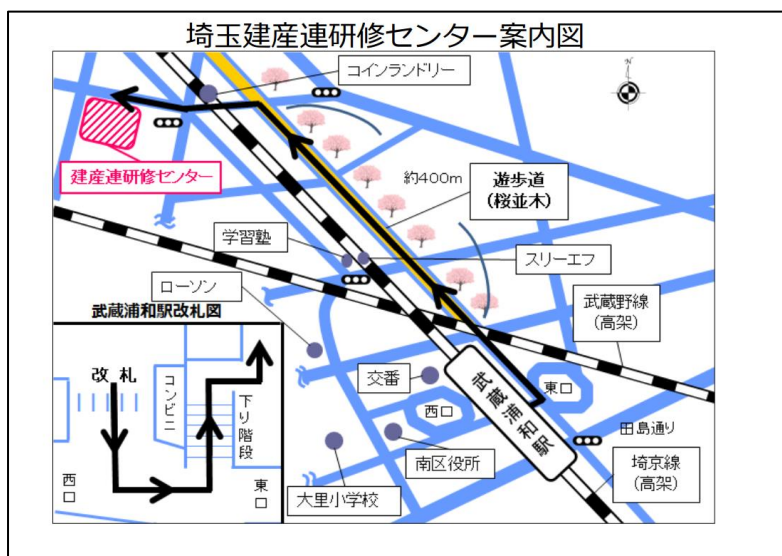 埼玉建産連研修センター案内図
コインランドリー
N
建産連研修センター
約400m
遊歩道
(桜並木)
学習塾
スリーエフ
ローソン
武蔵野線
(高架)
武蔵浦和駅改札図
改札
コンビニ
下り階段
西口
東口
交番
西口
武蔵浦和駅
東口
田島通り
南区役所
大里小学校
埼京線
(高架)